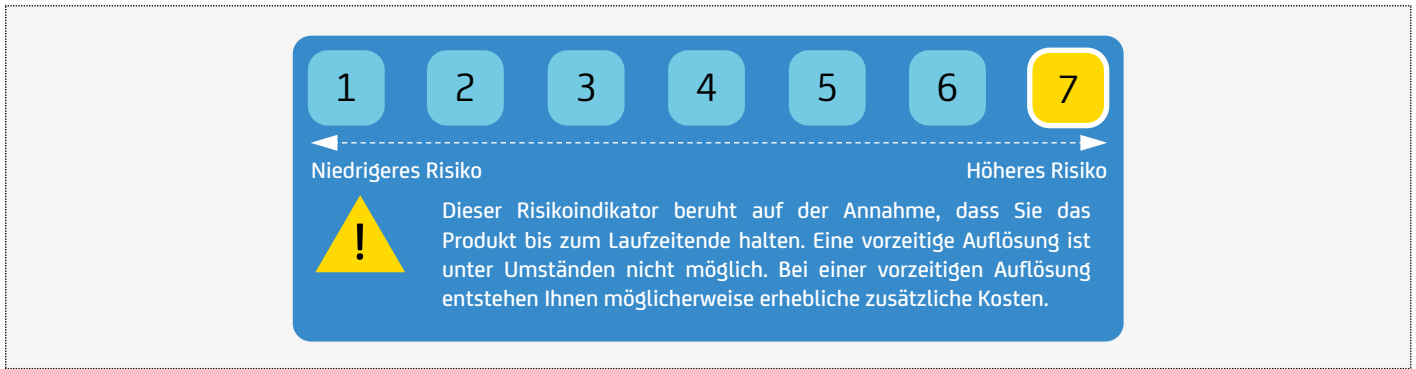 1 2 3 4 5 6 7
Niedrigeres Risiko Höheres Risiko
! Dieser Risikoindikator beruht auf der Annahme, dass Sie das
Produkt bis zum Laufzeitende halten. Eine vorzeitige Auflösung ist
unter Umständen nicht möglich. Bei einer vorzeitigen Auflösung
entstehen Ihnen möglicherweise erhebliche zusätzliche Kosten.